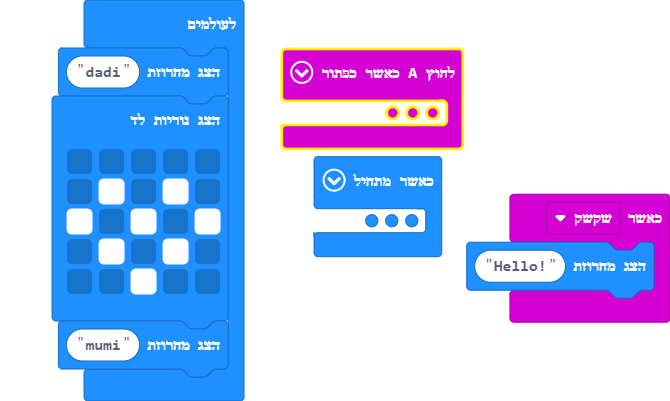 לעולמים
הצג מחרוזת "dadi"
הצג נוריות לד
הצג מחרוזת "mumi"
לחוץ A כאשר כפתור
כאשר מתחיל
כאשר שקשק
הצג מחרוזת "Hello!"